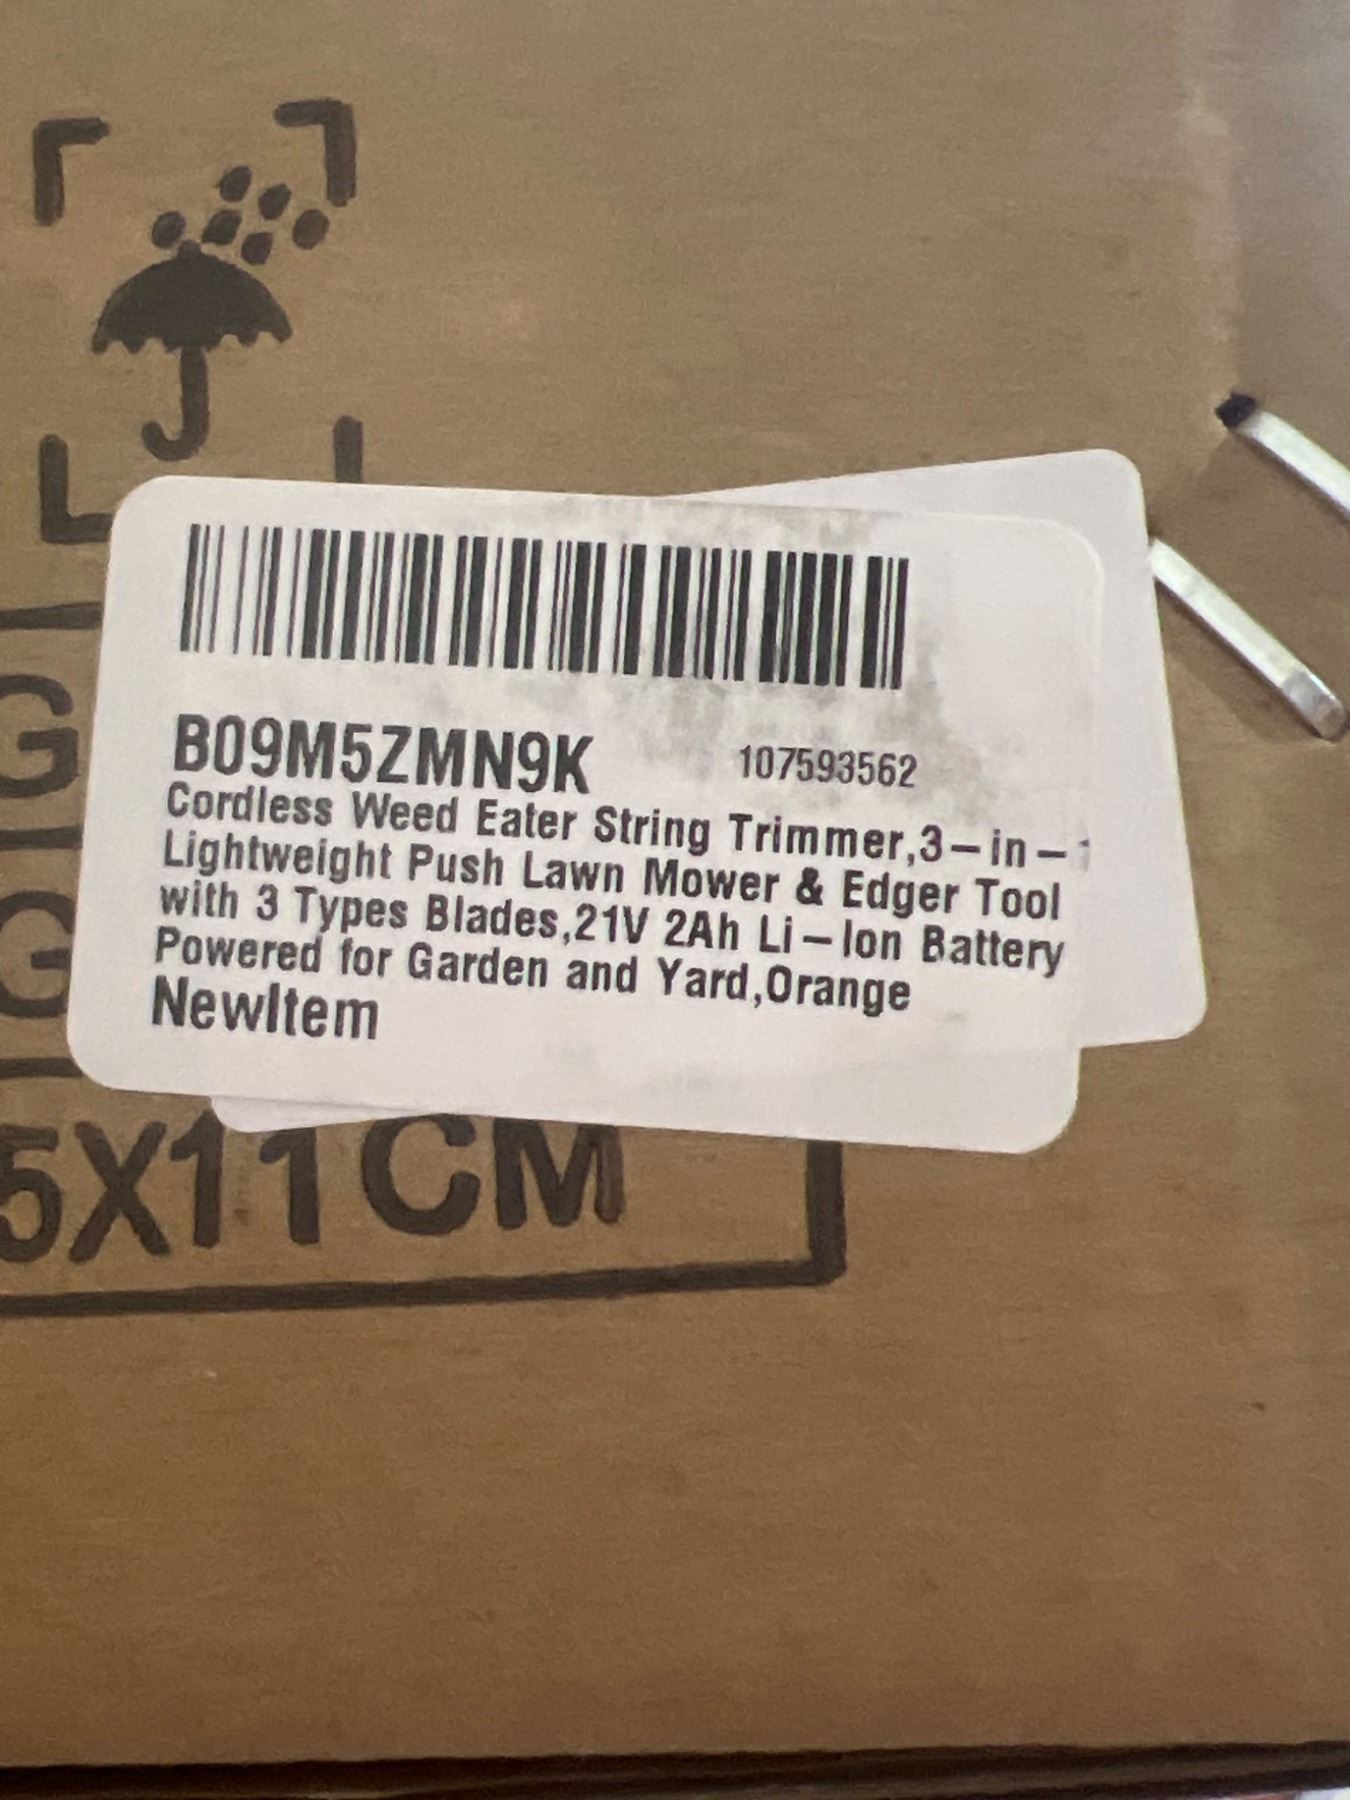 B09M5ZMN9K 107593562
Cordless Weed Eater String Trimmer,3-in-1
Lightweight Push Lawn Mower & Edger Tool
with 3 Types Blades,21V 2Ah Li-Ion Battery
Powered for Garden and Yard,Orange
NewItem
G
G
5X11CM